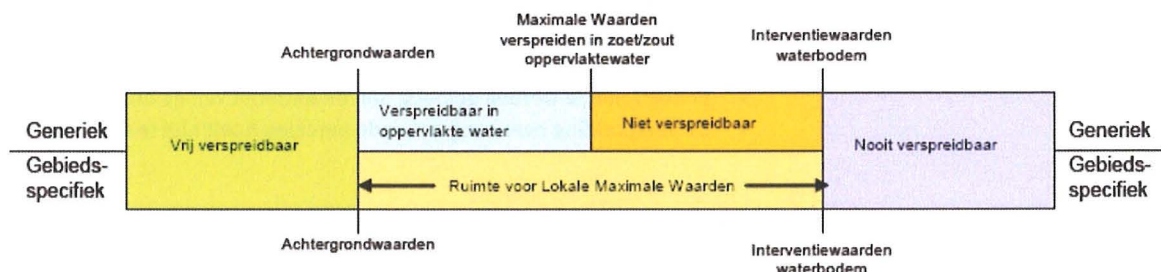 Maximale Waarden
verspreiden in zoet/zout
oppervlaktewater
Achtergrondwaarden
Interventiewaarden
waterbodem
Generiek
Gebieds-
specifiek
Vrij verspreidbaar
Verspreidbaar in
oppervlakte water
Niet verspreidbaar
Nooit verspreidbaar
Ruimte voor Lokale Maximale Waarden
Generiek
Gebieds-
specifiek
Achtergrondwaarden
Interventiewaarden
waterbodem